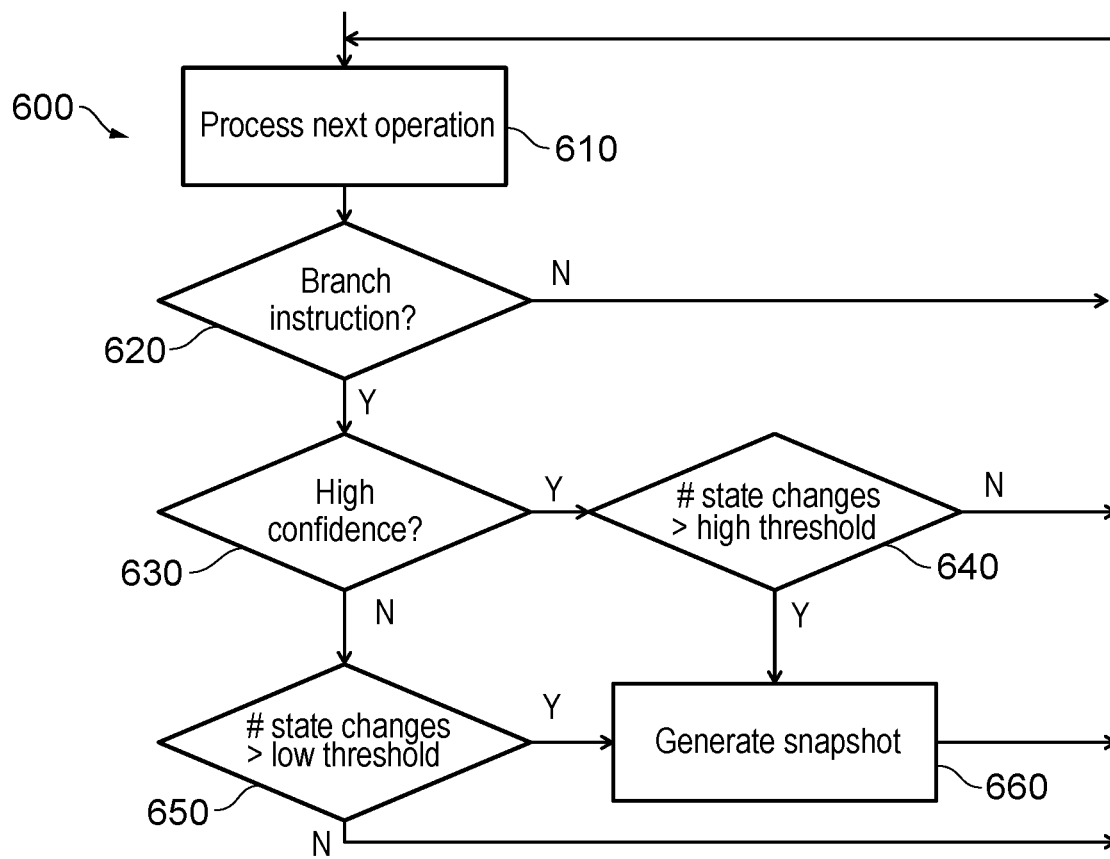 600
Process next operation
610
Branch
instruction?
N
620
Y
High
confidence?
Y
# state changes
> high threshold
N
630
640
N
Y
# state changes
> low threshold
Y
Generate snapshot
650
660
N